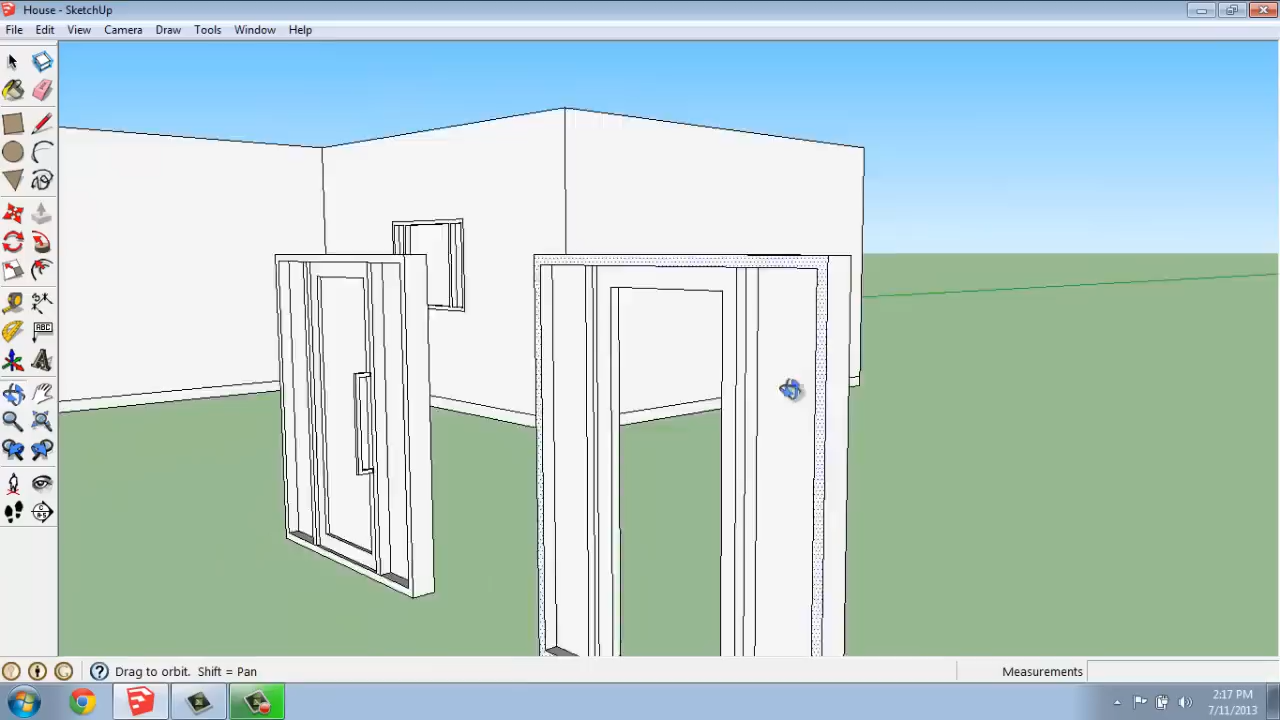 House - SketchUp
File Edit View Camera Draw Tools Window Help
ABC
A
Drag to orbit. Shift = Pan
Measurements
2:17 PM
7/11/2013